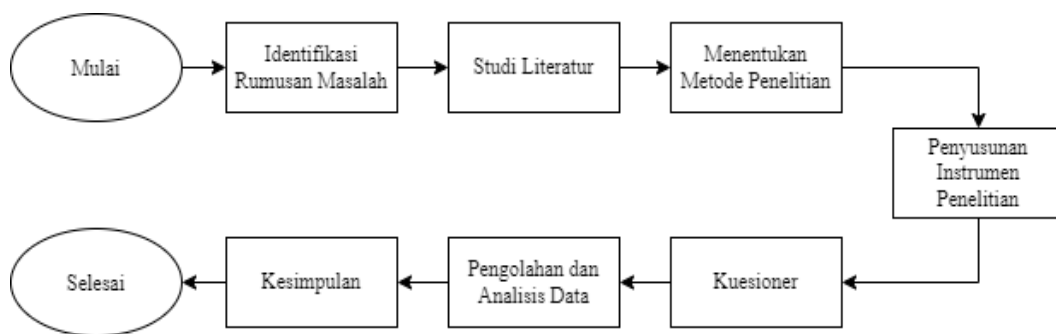 Mulai
Identifikasi
Rumusan Masalah
Studi Literatur
Menentukan
Metode Penelitian
Penyusunan
Instrumen
Penelitian
Kuesioner
Pengolahan dan
Analisis Data
Kesimpulan
Selesai